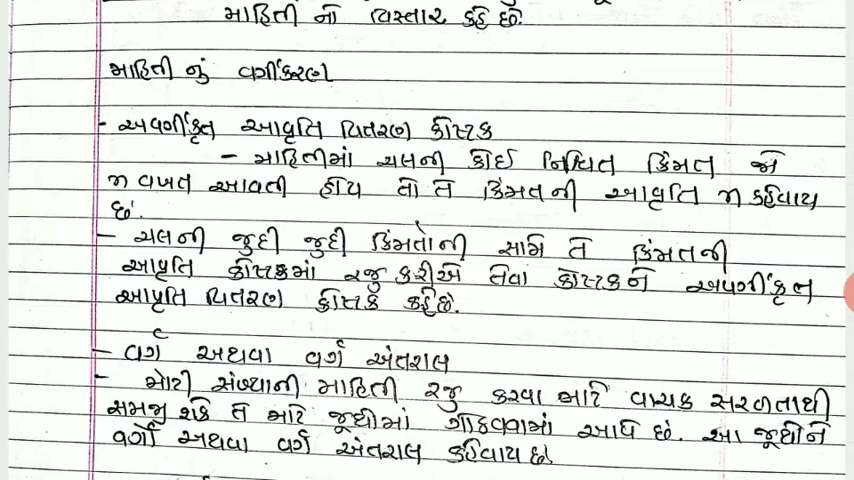 માહિતી નો વિસ્તાર કહે છે.
માહિતી નું વર્ગીકરણ
- અવર્ગીકૃત આવૃતિ વિતરણ કોષ્ટક
- માહિતીમાં ચલની કોઈ નિશ્ચિત કિંમત જો
n વખત આવતી હોય તો તે કિંમતની આવૃતિ n કહેવાય
છે.
- ચલની જુદી જુદી કિંમતોની સામે તે કિંમતની
આવૃતિ કોષ્ટકમાં રજુ કરીએ તેવા કોષ્ટકને અવર્ગીકૃત
આવૃતિ વિતરણ કોષ્ટક કહે છે.
- વર્ગ અથવા વર્ગ અંતરાલ
- મોટી સંખ્યાની માહિતી રજુ કરવા માટે વાચક સરળતાથી
સમજી શકે તે માટે જૂથોમાં ગોઠવવામાં આવે છે. આ જૂથોને
વર્ગો અથવા વર્ગ અંતરાલ કહેવાય છે.